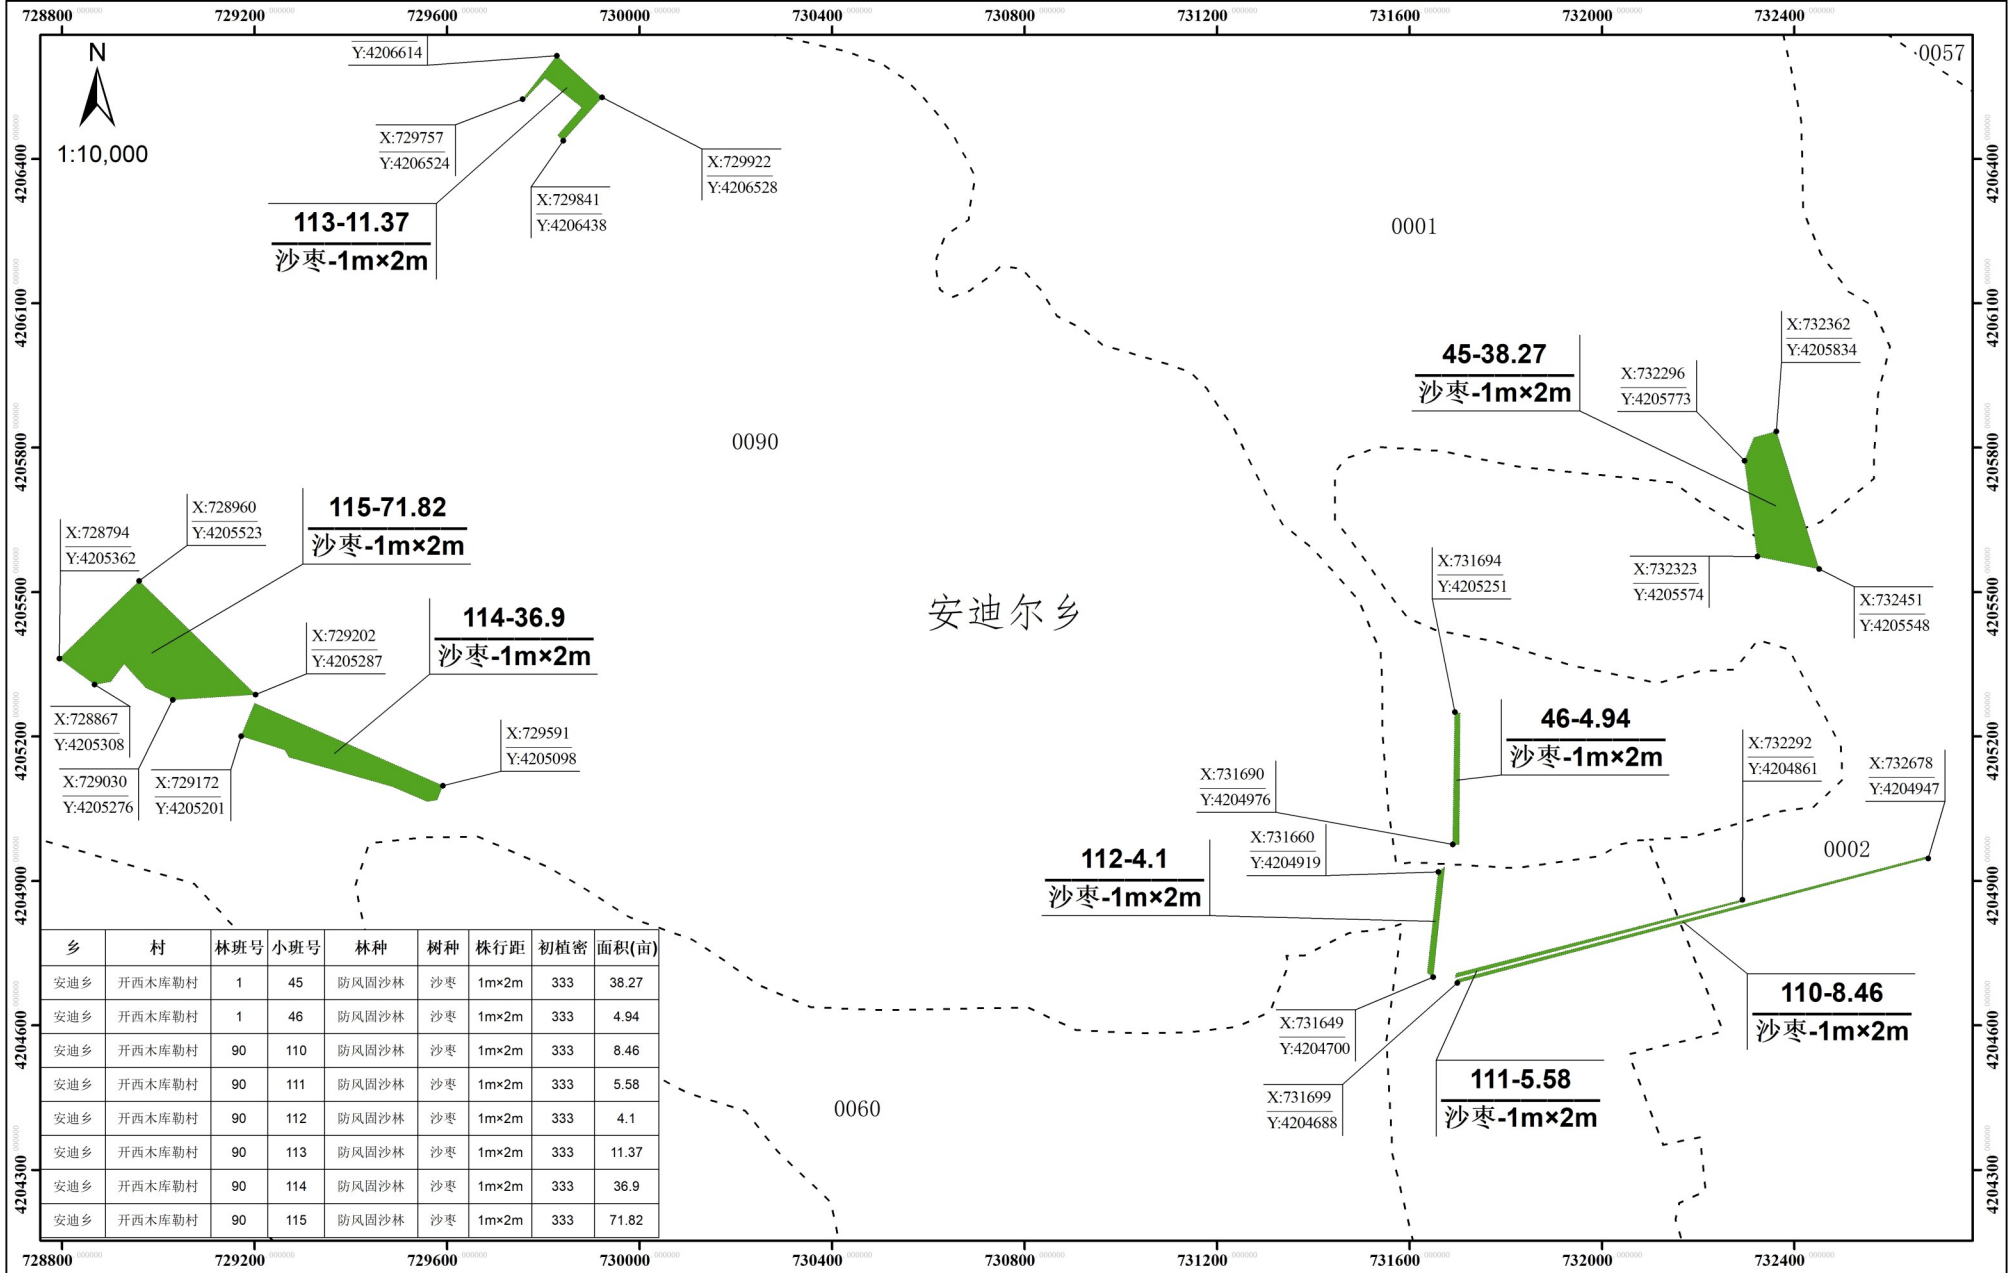 728800 729200 729600 730000 730400 730800 731200 731600 732000 732400
N
1:10,000
4206400
4206100
4205800
4205500
4205200
4204900
4204600
4204300
4206400
4206100
4205800
4205500
4205200
4204900
4204600
4204300
Y:4206614
X:729757
Y:4206524
X:729922
Y:4206528
X:729841
Y:4206438
113-11.37
沙枣-1m×2m
0057
0001
X:732362
Y:4205834
45-38.27
沙枣-1m×2m
X:732296
Y:4205773
0090
X:728960
Y:4205523
115-71.82
沙枣-1m×2m
X:728794
Y:4205362
X:732323
Y:4205574
X:732451
Y:4205548
X:731694
Y:4205251
安迪尔乡
114-36.9
沙枣-1m×2m
X:729202
Y:4205287
X:728867
Y:4205308
X:729030
Y:4205276
X:729172
Y:4205201
X:729591
Y:4205098
46-4.94
沙枣-1m×2m
X:732292
Y:4204861
X:732678
Y:4204947
X:731690
Y:4204976
X:731660
Y:4204919
112-4.1
沙枣-1m×2m
0002
110-8.46
沙枣-1m×2m
X:731649
Y:4204700
X:731699
Y:4204688
111-5.58
沙枣-1m×2m
0060
乡 村 林班号 小班号 林种 树种 株行距 初植密 面积(亩)
安迪乡 开西木库勒村 1 45 防风固沙林 沙枣 1m×2m 333 38.27
安迪乡 开西木库勒村 1 46 防风固沙林 沙枣 1m×2m 333 4.94
安迪乡 开西木库勒村 90 110 防风固沙林 沙枣 1m×2m 333 8.46
安迪乡 开西木库勒村 90 111 防风固沙林 沙枣 1m×2m 333 5.58
安迪乡 开西木库勒村 90 112 防风固沙林 沙枣 1m×2m 333 4.1
安迪乡 开西木库勒村 90 113 防风固沙林 沙枣 1m×2m 333 11.37
安迪乡 开西木库勒村 90 114 防风固沙林 沙枣 1m×2m 333 36.9
安迪乡 开西木库勒村 90 115 防风固沙林 沙枣 1m×2m 333 71.82
728800 729200 729600 730000 730400 730800 731200 731600 732000 732400